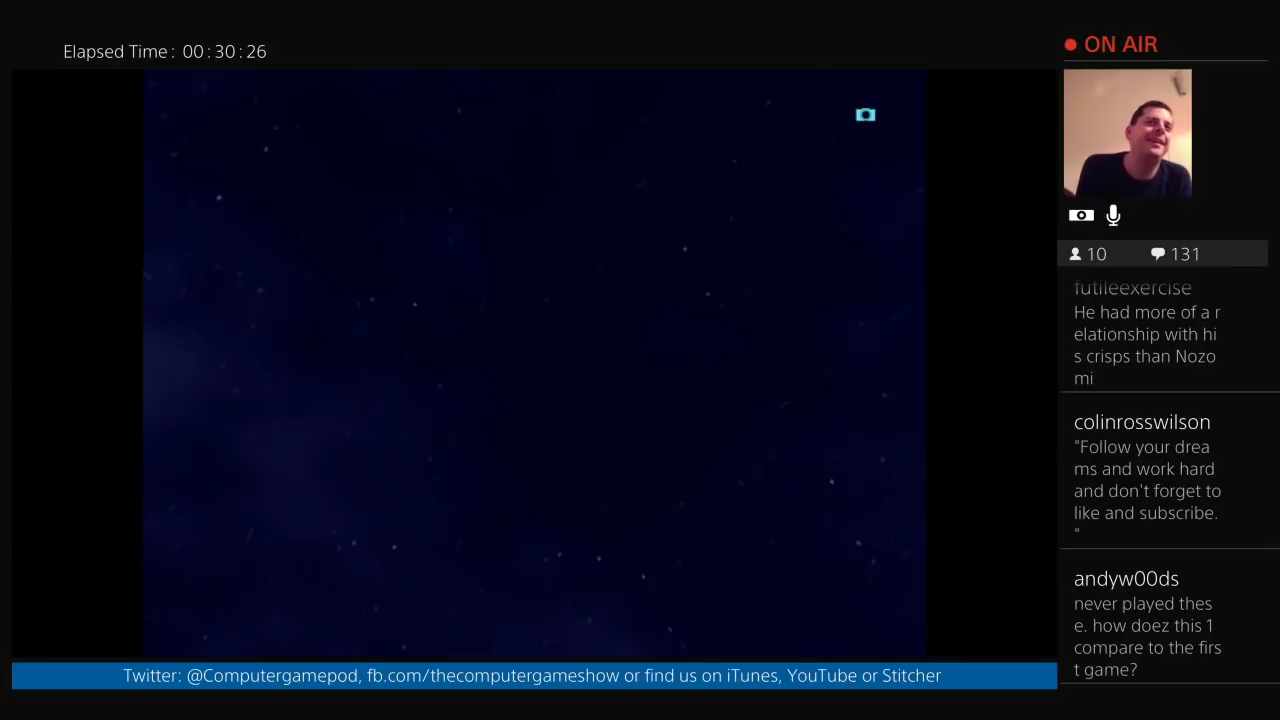 Elapsed Time: 00:30:26
ON AIR
10 131
futileexercise
He had more of a r
elationship with hi
s crisps than Nozo
mi
colinrosswilson
"Follow your drea
ms and work hard
and don't forget to
like and subscribe.
"
andyw00ds
never played thes
e. how doez this 1
compare to the firs
t game?
Twitter: @Computergamepod, fb.com/thecomputergameshow or find us on iTunes, YouTube or Stitcher